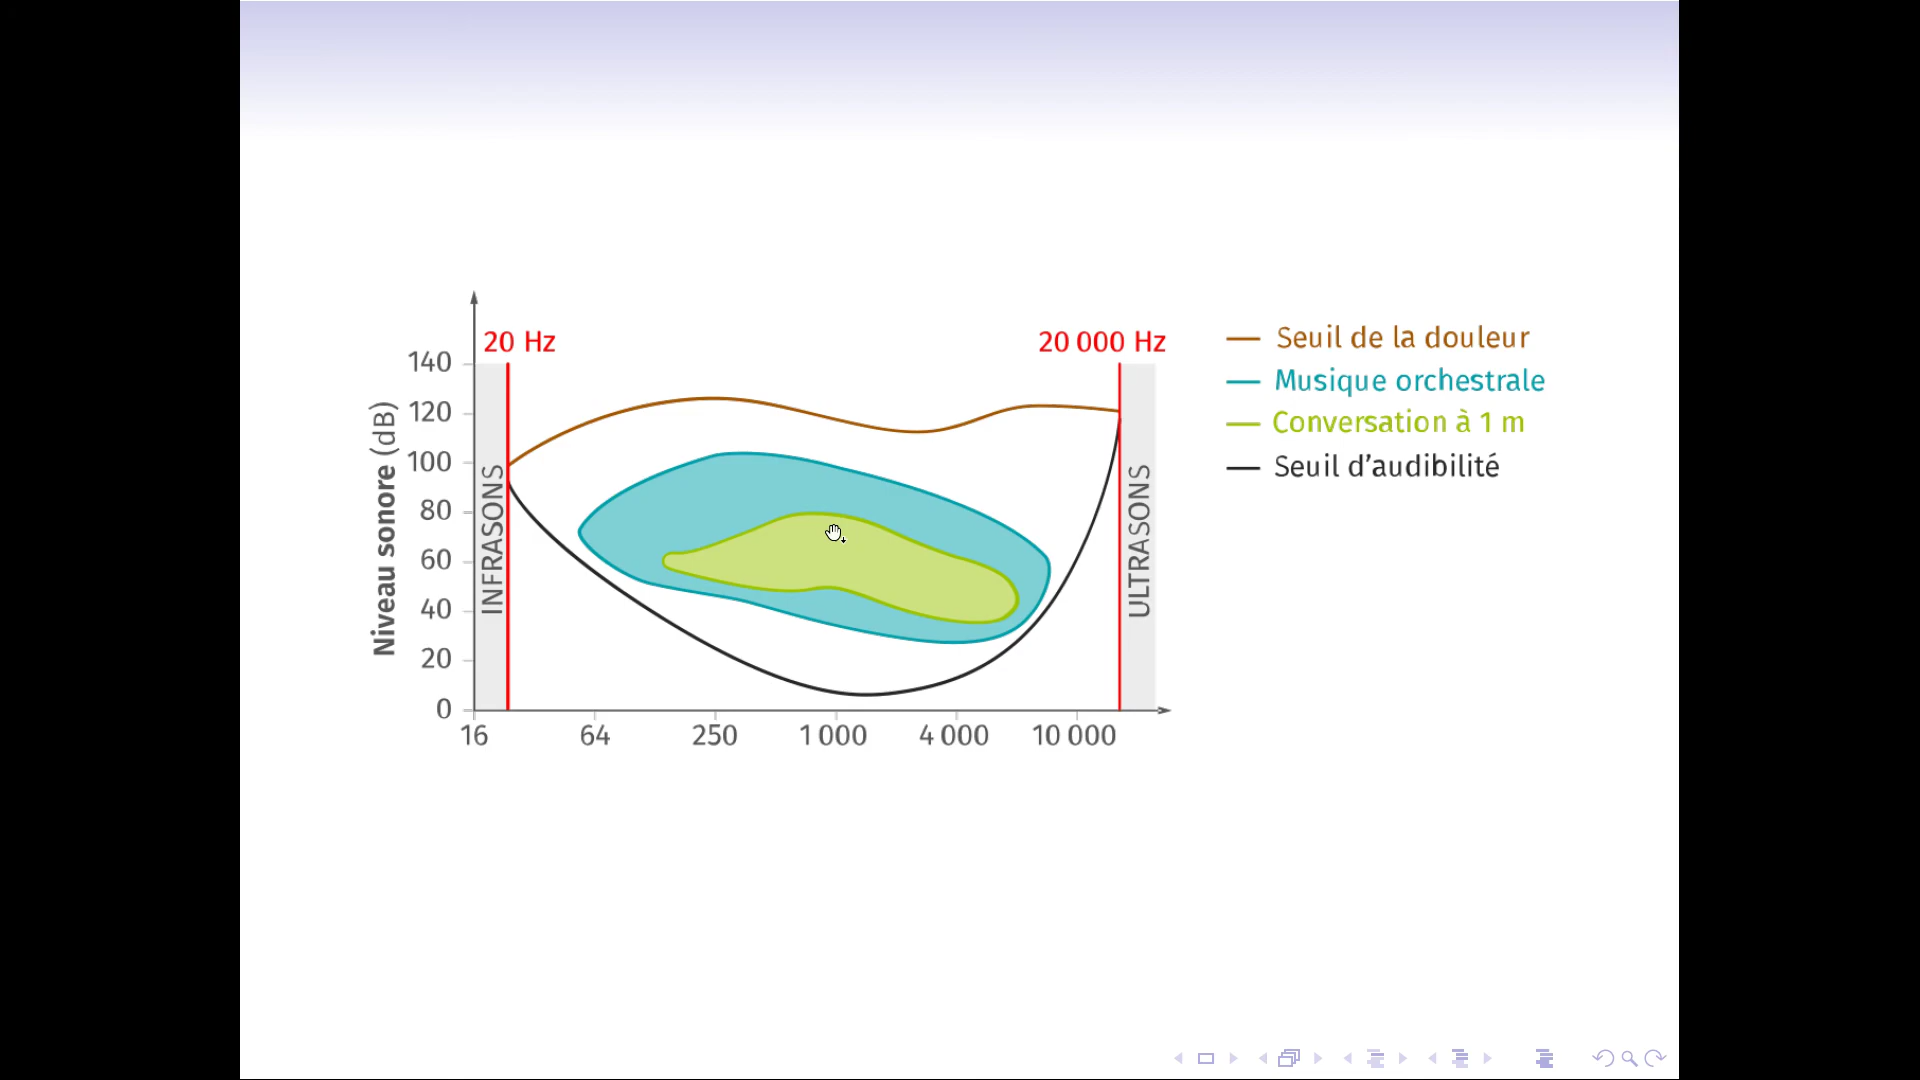 20 Hz
20 000 Hz
140
120
100
80
60
40
20
0
Niveau sonore (dB)
INFRASONS
ULTRASONS
16
64
250
1 000
4 000
10 000
Seuil de la douleur
Musique orchestrale
Conversation à 1 m
Seuil d’audibilité